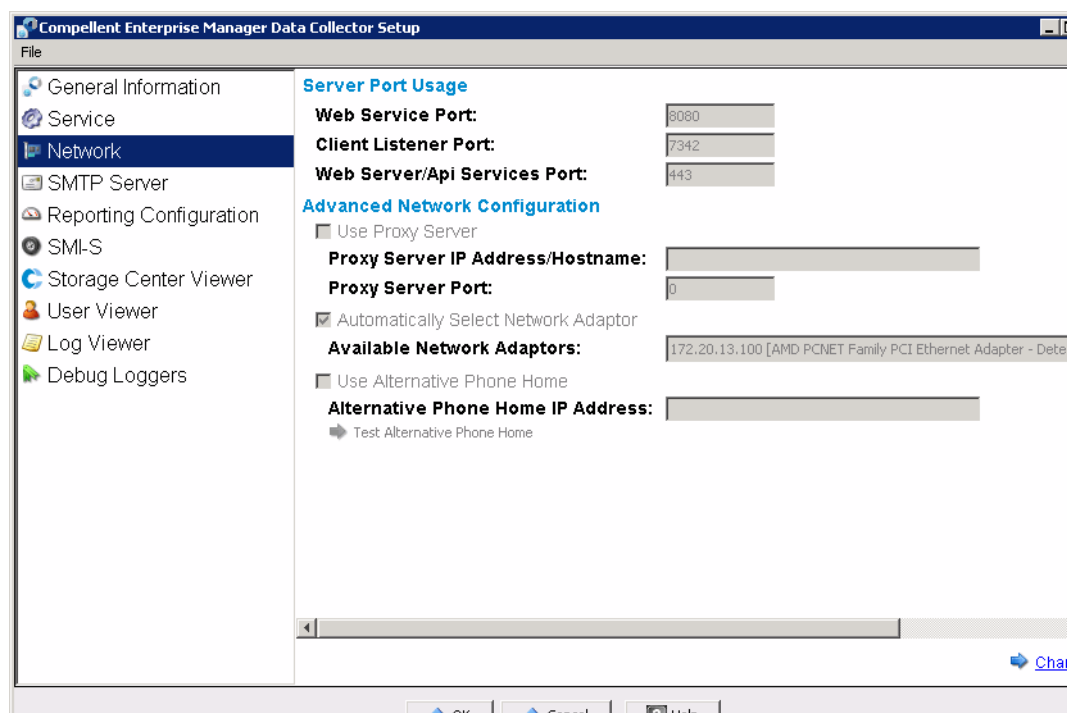 Compellent Enterprise Manager Data Collector Setup
File
General Information
Service
Network
SMTP Server
Reporting Configuration
SMI-S
Storage Center Viewer
User Viewer
Log Viewer
Debug Loggers
Server Port Usage
Web Service Port: 8080
Client Listener Port: 7342
Web Server/Api Services Port: 443
Advanced Network Configuration
Use Proxy Server
Proxy Server IP Address/Hostname:
Proxy Server Port: 0
Automatically Select Network Adaptor
Available Network Adaptors: 172.20.13.100 [AMD PCNET Family PCI Ethernet Adapter - Dete
Use Alternative Phone Home
Alternative Phone Home IP Address:
Test Alternative Phone Home
Chan
OK Cancel Help